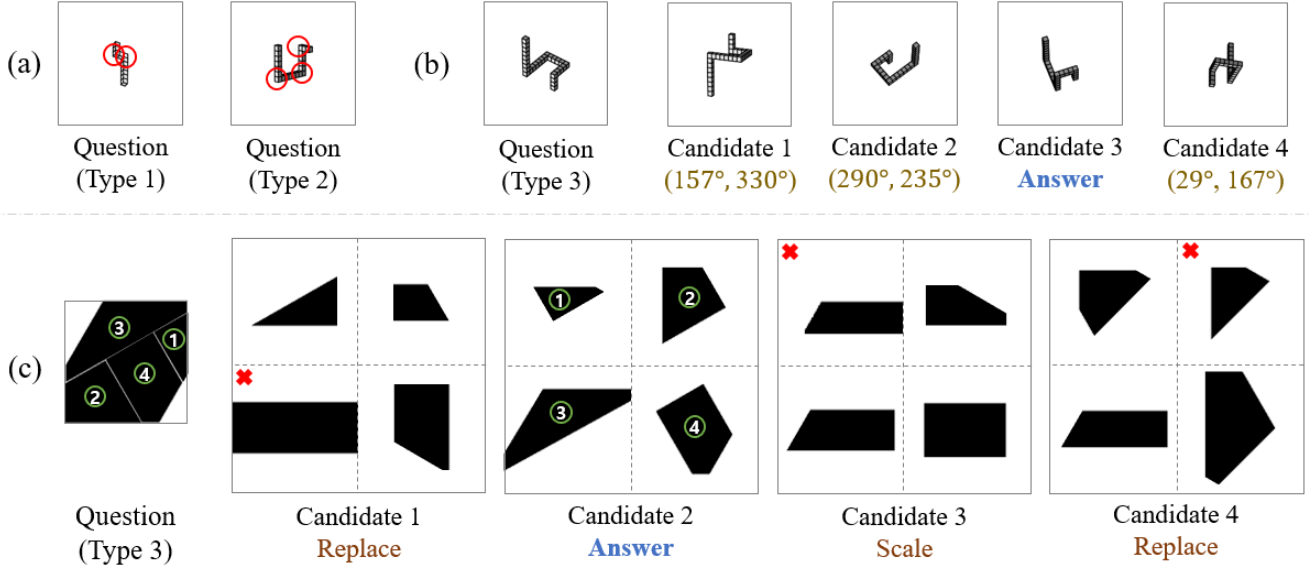 (a)
Question
(Type 1)
Question
(Type 2)
(b)
Question
(Type 3)
Candidate 1
(157°, 330°)
Candidate 2
(290°, 235°)
Candidate 3
Answer
Candidate 4
(29°, 167°)
(c)
3
1
4
2
Question
(Type 3)
Candidate 1
Replace
1
2
3
4
Candidate 2
Answer
Candidate 3
Scale
Candidate 4
Replace